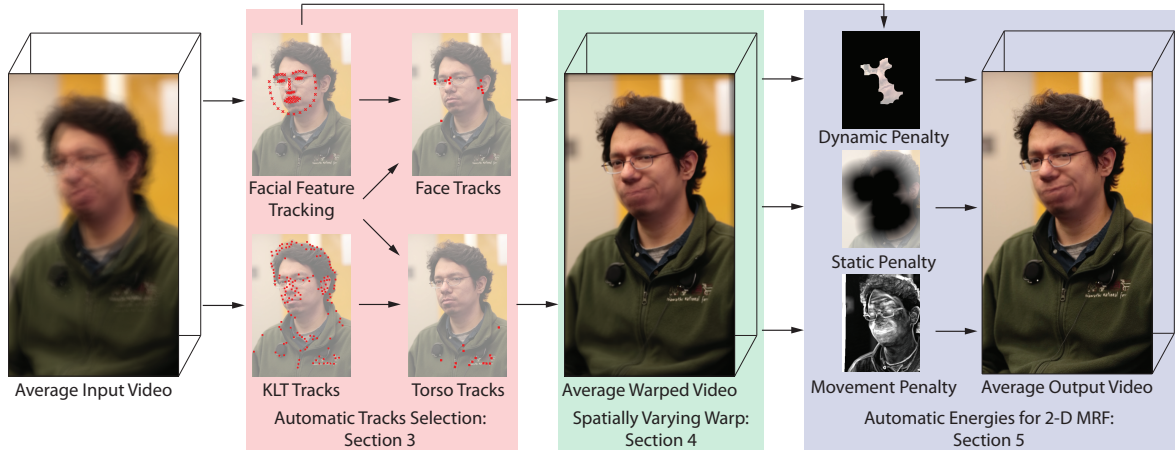 Average Input Video
Facial Feature
Tracking
Face Tracks
KLT Tracks
Torso Tracks
Automatic Tracks Selection:
Section 3
Average Warped Video
Spatially Varying Warp:
Section 4
Dynamic Penalty
Static Penalty
Movement Penalty
Average Output Video
Automatic Energies for 2-D MRF:
Section 5